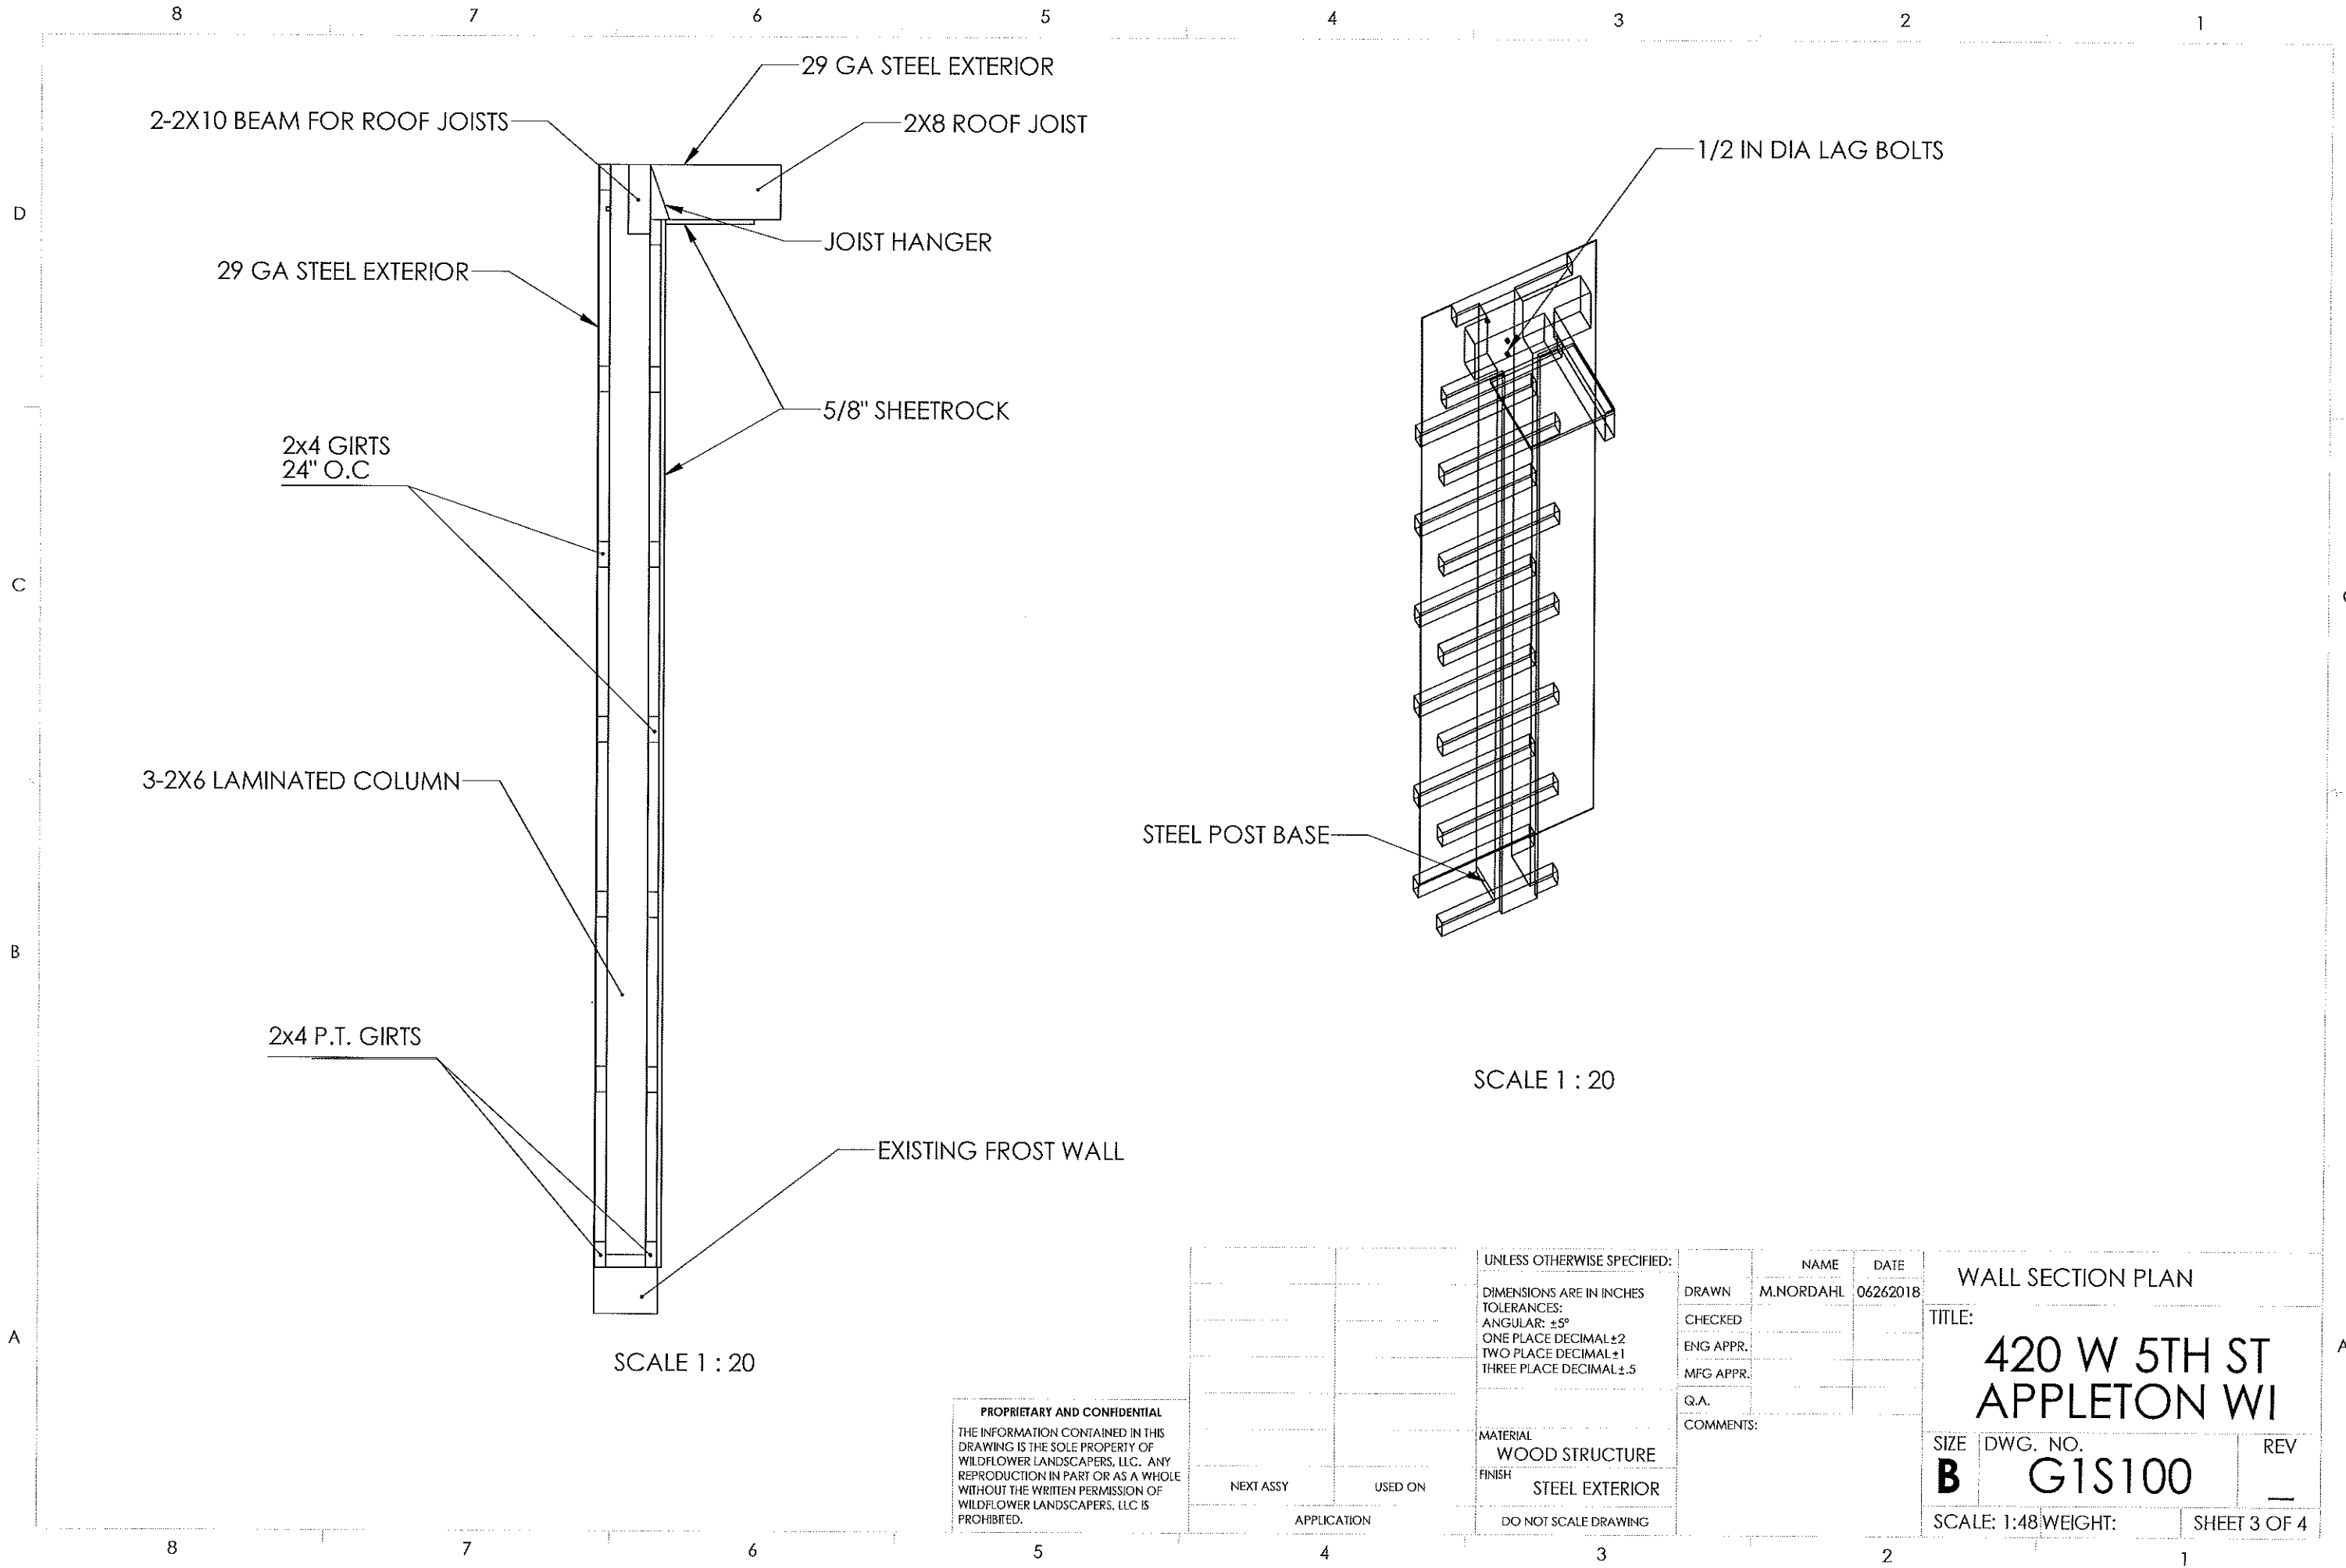 8 7 6 5 4 3 2 1
29 GA STEEL EXTERIOR
2-2X10 BEAM FOR ROOF JOISTS
2X8 ROOF JOIST
1/2 IN DIA LAG BOLTS
D
JOIST HANGER
29 GA STEEL EXTERIOR
5/8" SHEETROCK
2x4 GIRTS
24" O.C
C
3-2X6 LAMINATED COLUMN
STEEL POST BASE
B
2x4 P.T. GIRTS
SCALE 1 : 20
EXISTING FROST WALL
A
A
SCALE 1 : 20
PROPRIETARY AND CONFIDENTIAL
THE INFORMATION CONTAINED IN THIS
DRAWING IS THE SOLE PROPERTY OF
WILDFLOWER LANDSCAPERS, LLC. ANY
REPRODUCTION IN PART OR AS A WHOLE
WITHOUT THE WRITTEN PERMISSION OF
WILDFLOWER LANDSCAPERS, LLC IS
PROHIBITED.
NEXT ASSY
USED ON
APPLICATION
UNLESS OTHERWISE SPECIFIED:
DIMENSIONS ARE IN INCHES
TOLERANCES:
ANGULAR: ±5°
ONE PLACE DECIMAL±2
TWO PLACE DECIMAL±1
THREE PLACE DECIMAL±.5
MATERIAL
WOOD STRUCTURE
FINISH
STEEL EXTERIOR
DO NOT SCALE DRAWING
NAME DATE
DRAWN M.NORDAHL 06262018
CHECKED
ENG APPR.
MFG APPR.
Q.A.
COMMENTS:
WALL SECTION PLAN
TITLE:
420 W 5TH ST
APPLETON WI
SIZE DWG. NO. REV
B G1S100 __
SCALE: 1:48 WEIGHT: SHEET 3 OF 4
8 7 6 5 4 3 2 1